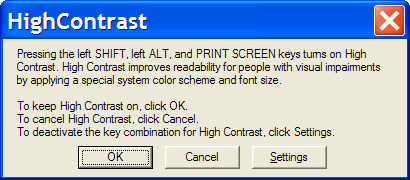 HighContrast
Pressing the left SHIFT, left ALT, and PRINT SCREEN keys turns on High
Contrast. High Contrast improves readability for people with visual impairments
by applying a special system color scheme and font size.
To keep High Contrast on, click OK.
To cancel High Contrast, click Cancel.
To deactivate the key combination for High Contrast, click Settings.
OK Cancel Settings